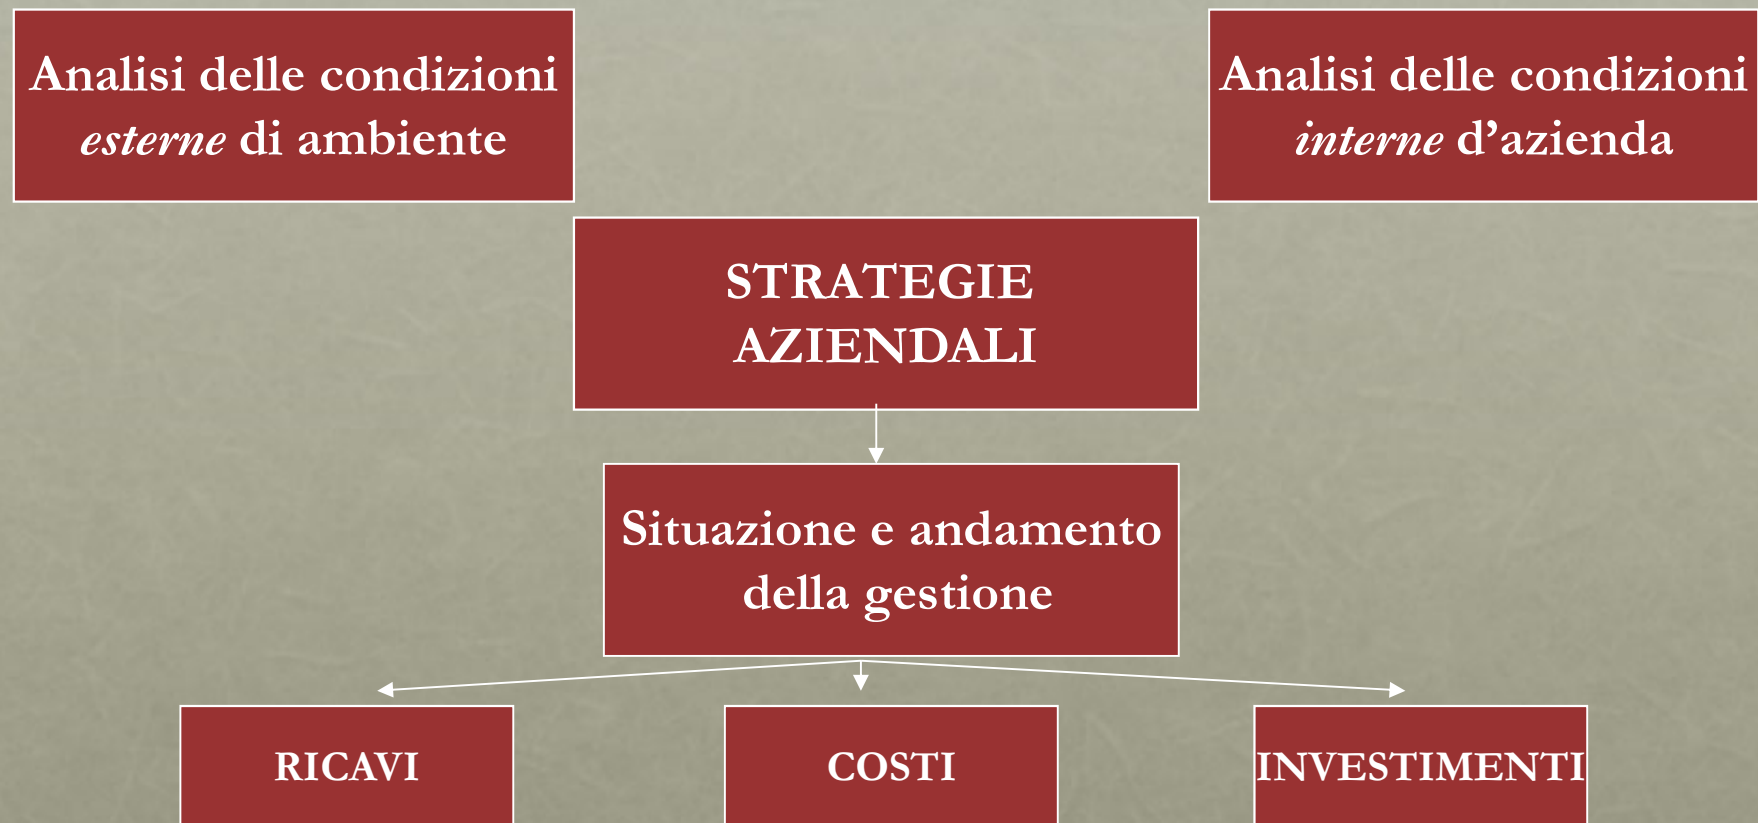 Analisi delle condizioni
esterne di ambiente
Analisi delle condizioni
interne d’azienda
STRATEGIE
AZIENDALI
Situazione e andamento
della gestione
RICAVI
COSTI
INVESTIMENTI